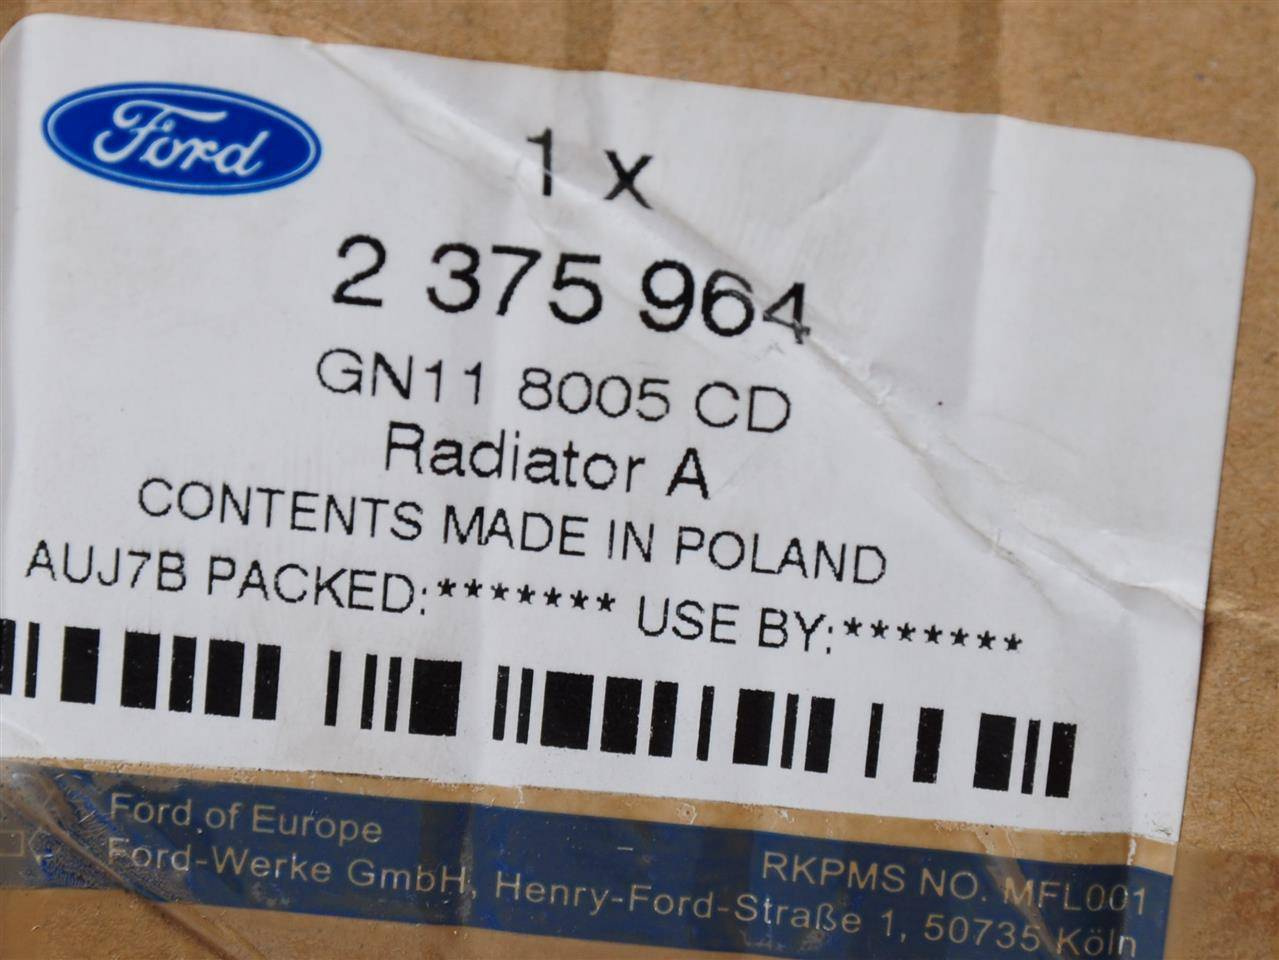 Ford
1 x
2 375 964
GN11 8005 CD
Radiator A
CONTENTS MADE IN POLAND
AUJ7B PACKED:******* USE BY:*******
Ford of Europe
Ford-Werke GmbH, Henry-Ford-Straße 1, 50735 Köln
RKPMS NO. MFL001